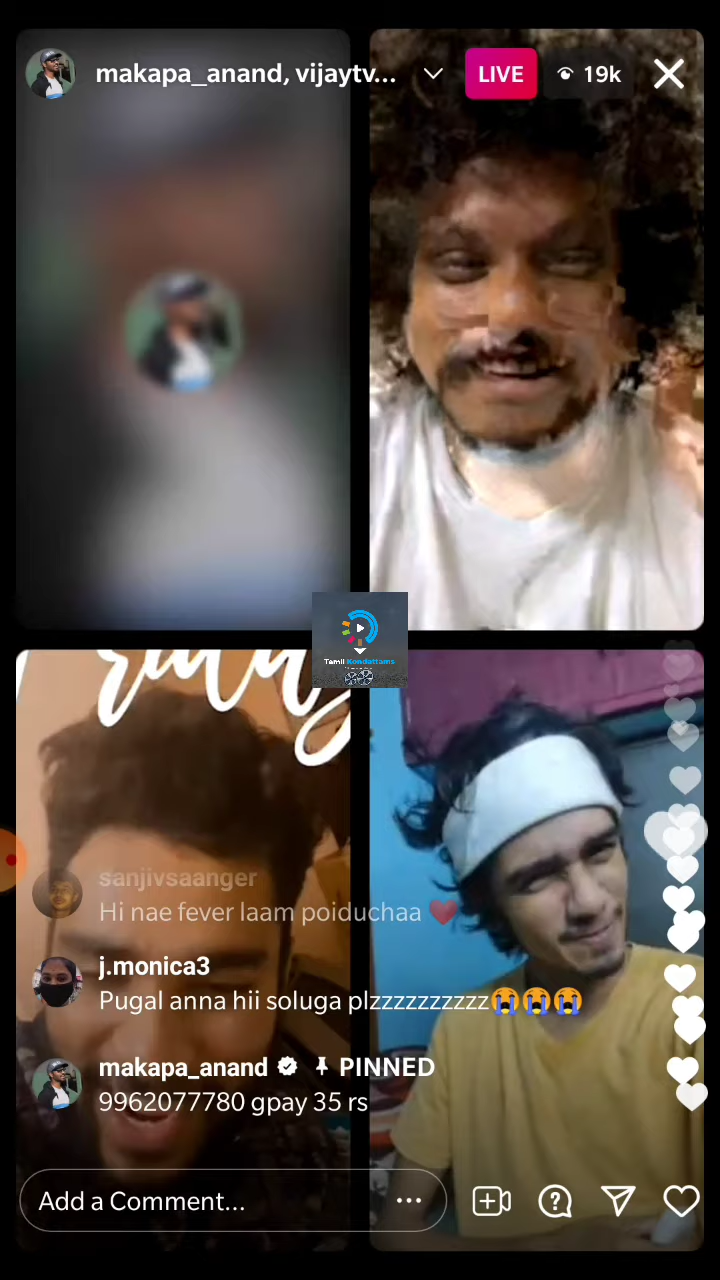 makapa_anand, vijaytv...
LIVE
19k
Tamil Kondattams
sanjivsaanger
Hi nae fever laam poiduchaa ❤️
j.monica3
Pugal anna hii soluga plzzzzzzzzzz😭😭😭
makapa_anand PINNED
9962077780 gpay 35 rs
Add a Comment...